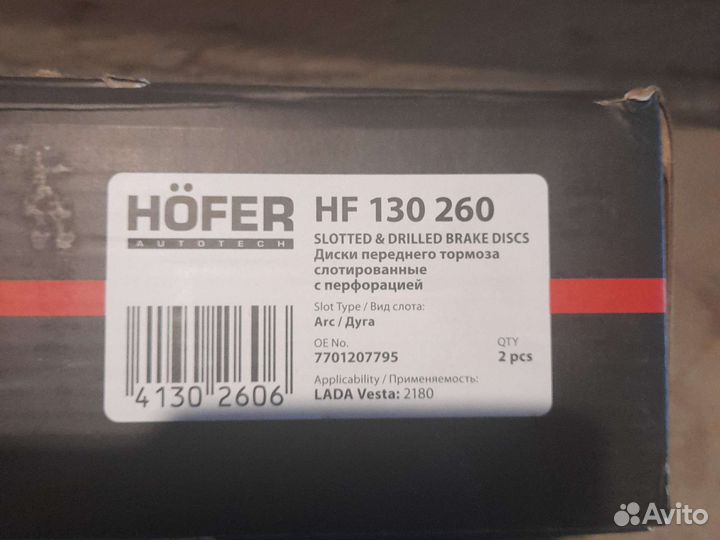 HÖFER
AUTOTECH
HF 130 260
SLOTTED & DRILLED BRAKE DISCS
Диски переднего тормоза
слотированные
с перфорацией
Slot Type / Вид слота:
Arc / Дуга
OE No.
7701207795
QTY
2 pcs
Applicability / Применяемость:
LADA Vesta: 2180
4130 2606
Avito